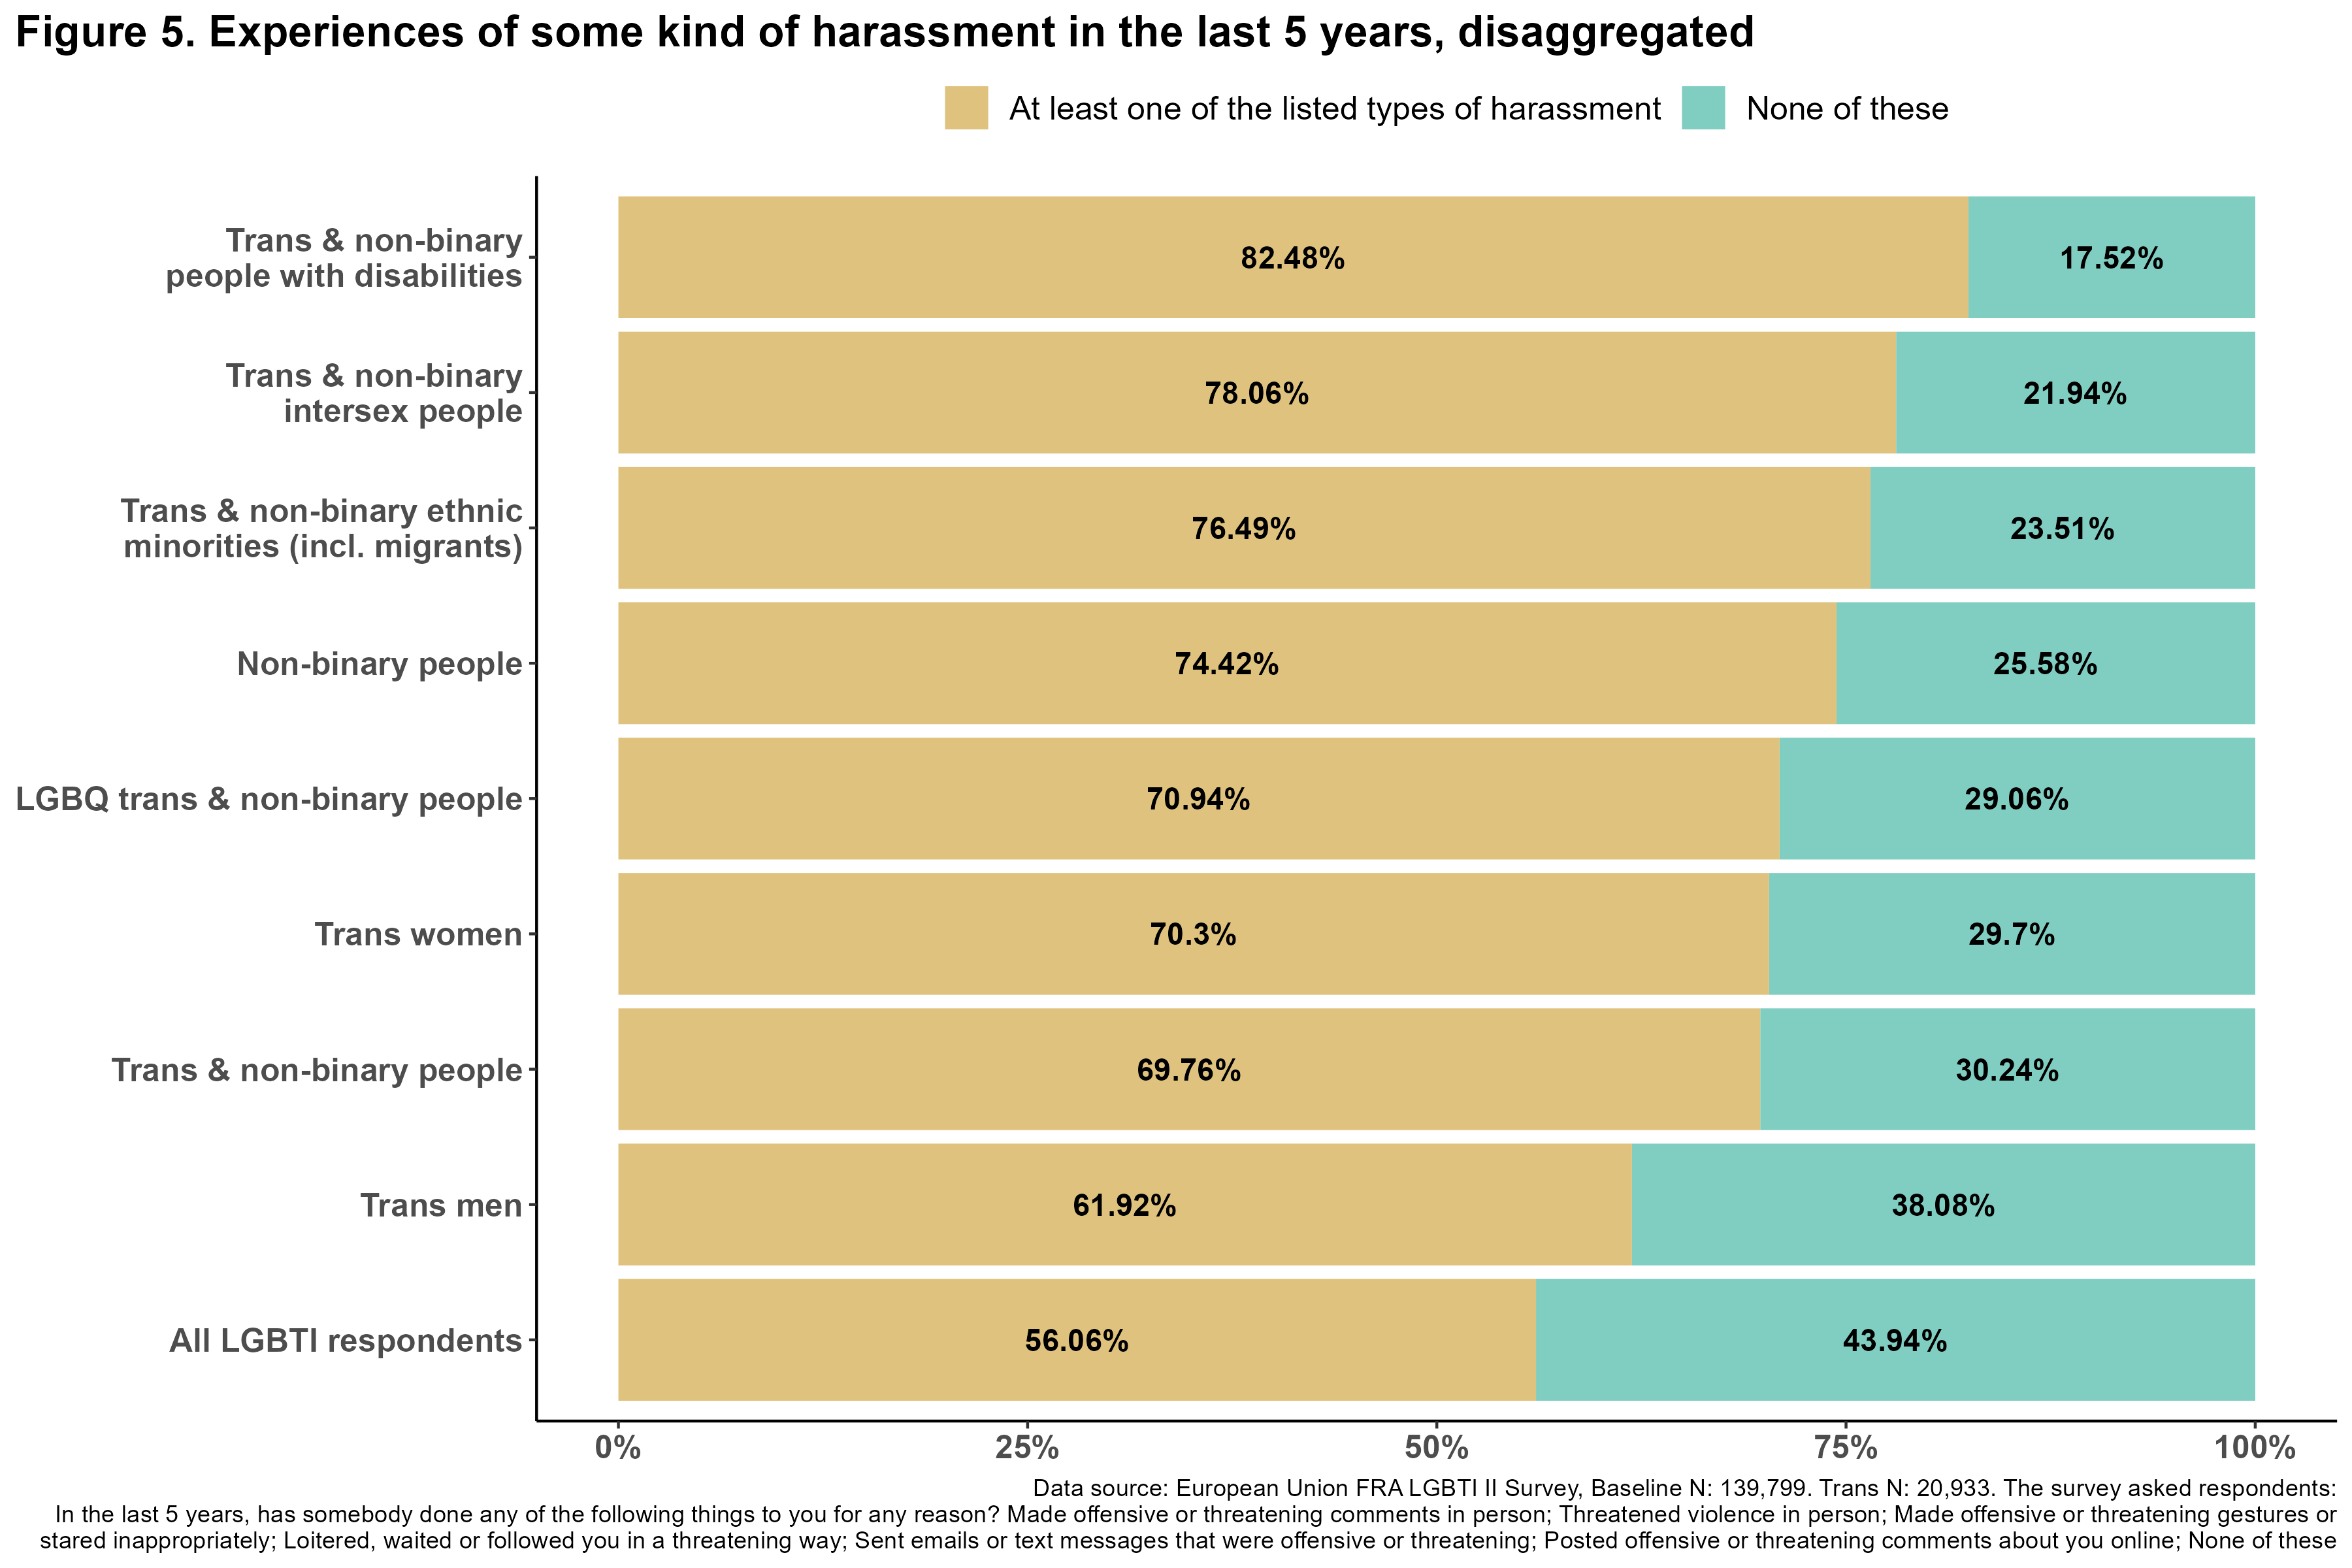 Figure 5. Experiences of some kind of harassment in the last 5 years, disaggregated
At least one of the listed types of harassment
None of these
Trans & non-binary
people with disabilities
82.48%
17.52%
Trans & non-binary
intersex people
78.06%
21.94%
Trans & non-binary ethnic
minorities (incl. migrants)
76.49%
23.51%
Non-binary people
74.42%
25.58%
LGBQ trans & non-binary people
70.94%
29.06%
Trans women
70.3%
29.7%
Trans & non-binary people
69.76%
30.24%
Trans men
61.92%
38.08%
All LGBTI respondents
56.06%
43.94%
0%
25%
50%
75%
100%
Data source: European Union FRA LGBTI II Survey, Baseline N: 139,799. Trans N: 20,933. The survey asked respondents:
In the last 5 years, has somebody done any of the following things to you for any reason? Made offensive or threatening comments in person; Threatened violence in person; Made offensive or threatening gestures or
stared inappropriately; Loitered, waited or followed you in a threatening way; Sent emails or text messages that were offensive or threatening; Posted offensive or threatening comments about you online; None of these